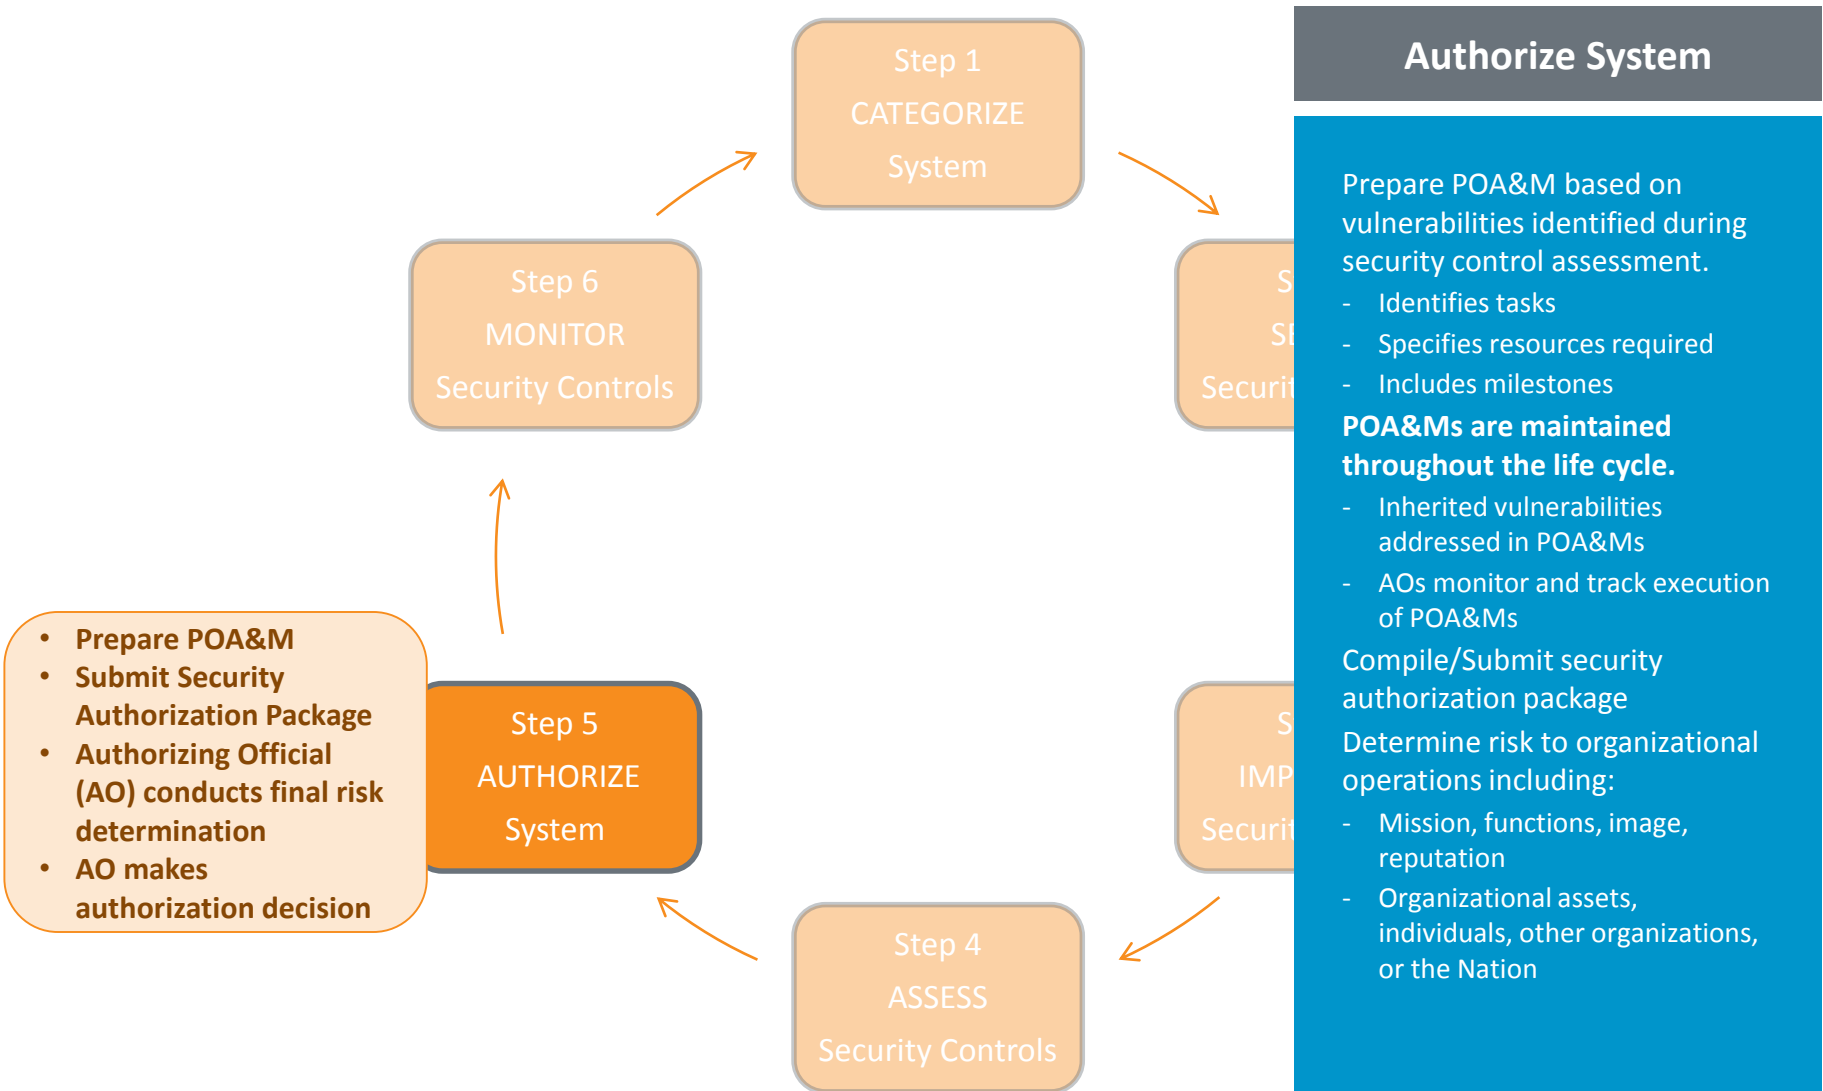 Step 1
CATEGORIZE
System
Step 6
MONITOR
Security Controls
• Prepare POA&M
• Submit Security
Authorization Package
• Authorizing Official
(AO) conducts final risk
determination
• AO makes
authorization decision
Step 5
AUTHORIZE
System
Step 4
ASSESS
Security Controls
Authorize System
Prepare POA&M based on
vulnerabilities identified during
security control assessment.
- Identifies tasks
- Specifies resources required
- Includes milestones
POA&Ms are maintained
throughout the life cycle.
- Inherited vulnerabilities
addressed in POA&Ms
- AOs monitor and track execution
of POA&Ms
Compile/Submit security
authorization package
Determine risk to organizational
operations including:
- Mission, functions, image,
reputation
- Organizational assets,
individuals, other organizations,
or the Nation